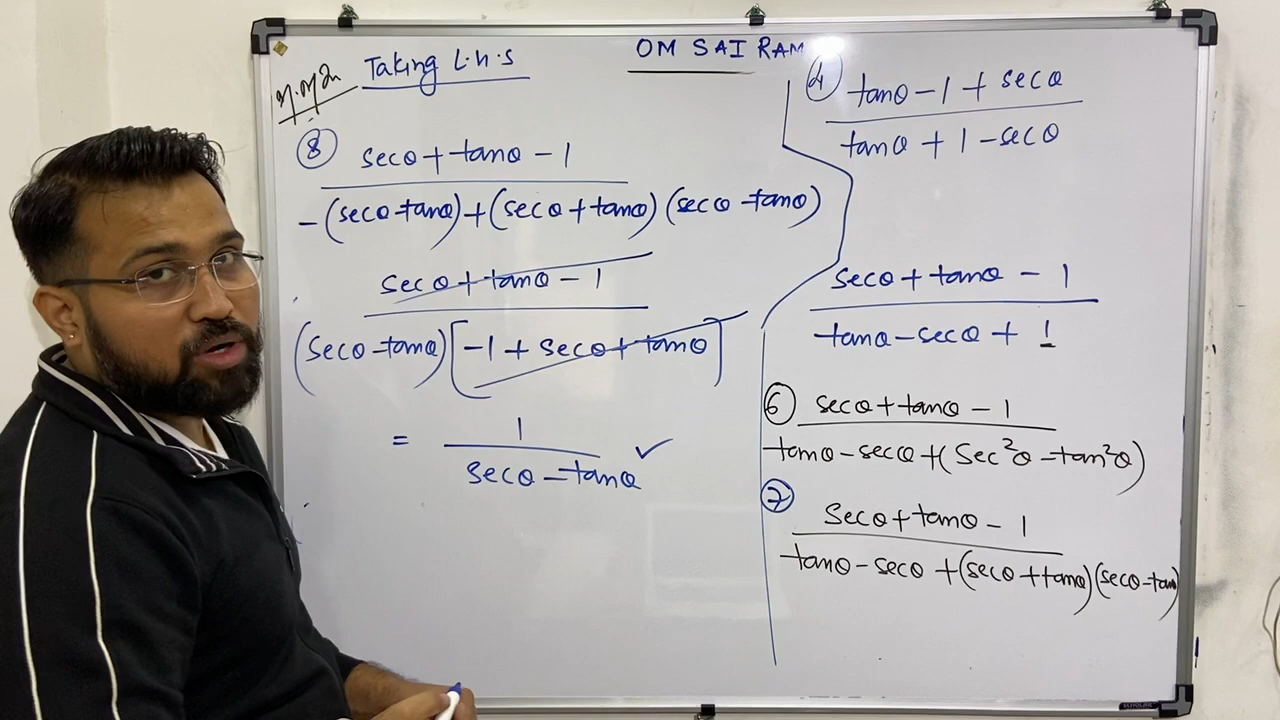 OM SAI RAM
Taking L.H.S
⑧
secθ + tanθ - 1
-(secθ-tanθ)+(secθ+tanθ)(secθ-tanθ)
secθ + tanθ - 1
(secθ-tanθ)[-1 + secθ + tanθ]
= 1
secθ - tanθ ✓
④ tanθ - 1 + secθ
tanθ + 1 - secθ
secθ + tanθ - 1
tanθ - secθ + 1
⑥ secθ + tanθ - 1
tanθ - secθ + (Sec²θ - tan²θ)
⑦ Secθ + tanθ - 1
tanθ - secθ + (secθ + tanθ)(secθ-tanθ)
SCHOLAR